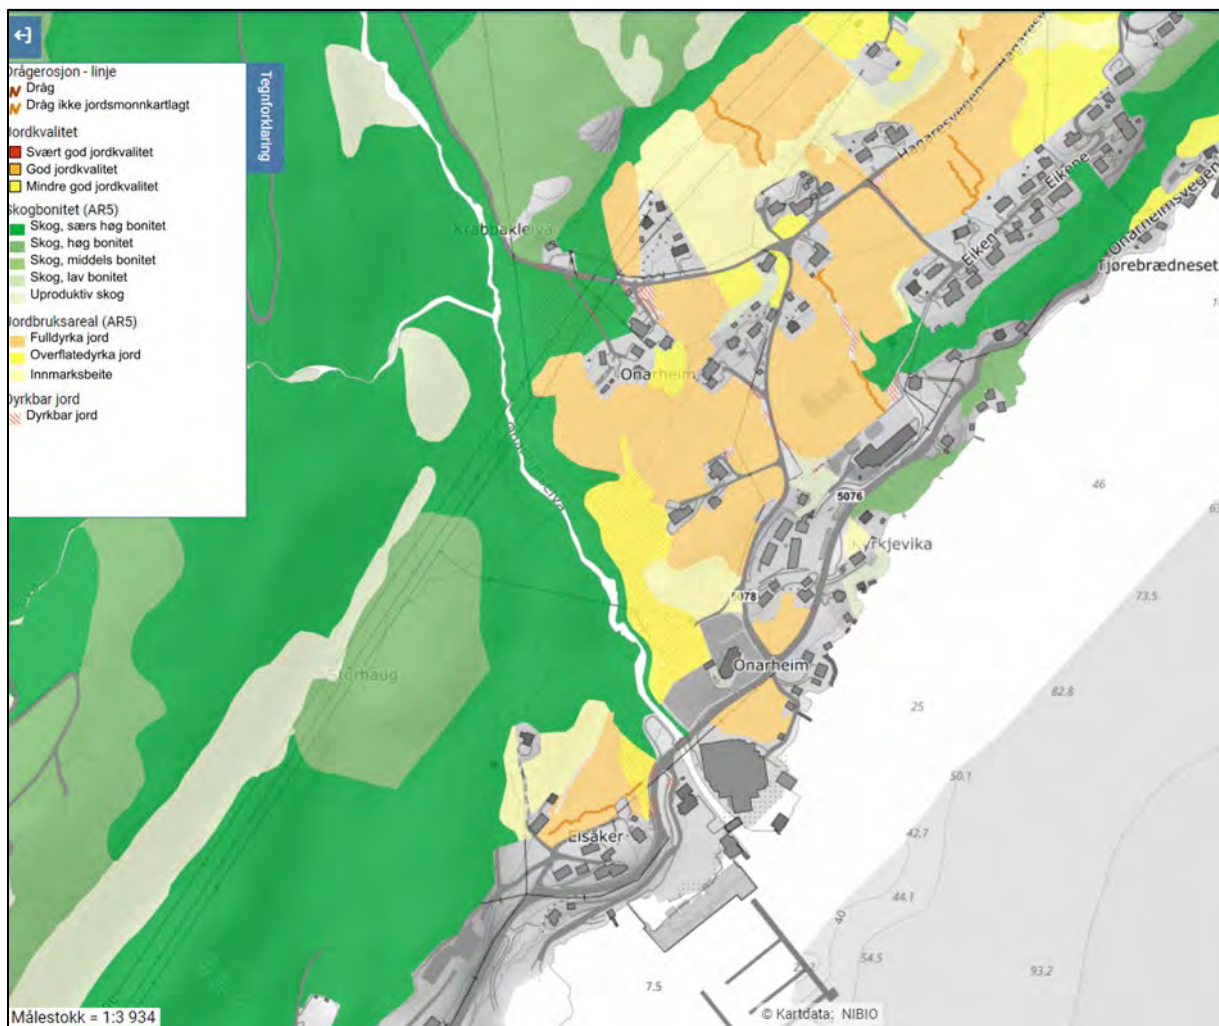 Drågerosjon - linje
Dråg
Dråg ikke jordsmonnkartlagt
Jordkvalitet
Svært god jordkvalitet
God jordkvalitet
Mindre god jordkvalitet
Skogbonitet (AR5)
Skog, særs høg bonitet
Skog, høg bonitet
Skog, middels bonitet
Skog, lav bonitet
Uproduktiv skog
Jordbruksareal (AR5)
Fulldyrka jord
Overflatedyrka jord
Innmarksbeite
Dyrkbar jord
Dyrkbar jord
Tegnforklaring
Hagaresvegen
Hagaresvegen
Eikene
Eikene
Onarheimsvegen
Tjørebrædneset
Krabbakleiva
Onarheim
46
5076
Kyrkjevika
73.5
5078
Onarheim
Storhaug
82.8
25
50.1
Eisåker
42.7
44.1
40
54.5
93.2
7.5
© Kartdata: NIBIO
Målestokk = 1:3 934